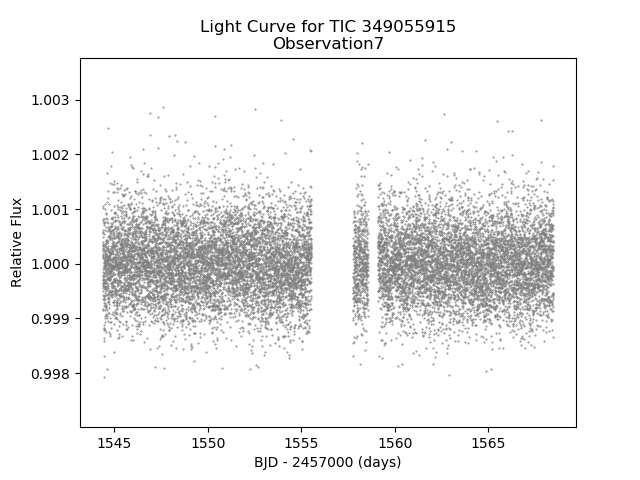 Light Curve for TIC 349055915
Observation7
1.003
1.002
1.001
1.000
0.999
0.998
Relative Flux
1545 1550 1555 1560 1565
BJD - 2457000 (days)